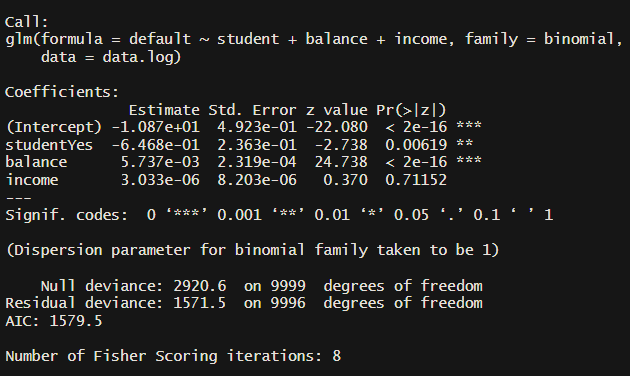 Call:
glm(formula = default ~ student + balance + income, family = binomial,
    data = data.log)
Coefficients:
              Estimate Std. Error z value Pr(>|z|)
(Intercept) -1.087e+01  4.923e-01 -22.080  < 2e-16 ***
studentYes  -6.468e-01  2.363e-01  -2.738  0.00619 **
balance      5.737e-03  2.319e-04  24.738  < 2e-16 ***
income       3.033e-06  8.203e-06   0.370  0.71152
---
Signif. codes:  0 ‘***’ 0.001 ‘**’ 0.01 ‘*’ 0.05 ‘.’ 0.1 ‘ ’ 1
(Dispersion parameter for binomial family taken to be 1)
    Null deviance: 2920.6  on 9999  degrees of freedom
Residual deviance: 1571.5  on 9996  degrees of freedom
AIC: 1579.5
Number of Fisher Scoring iterations: 8